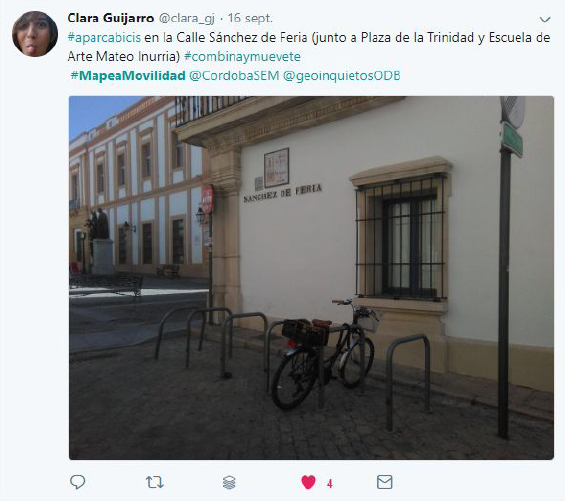 Clara Guijarro @clara_gj · 16 sept.
#aparcabicis en la Calle Sánchez de Feria (junto a Plaza de la Trinidad y Escuela de
Arte Mateo Inurria) #combinaymuevete
#MapeaMovilidad @CordobaSEM @geoinquietosODB
SANCHEZ DE FERIA
4